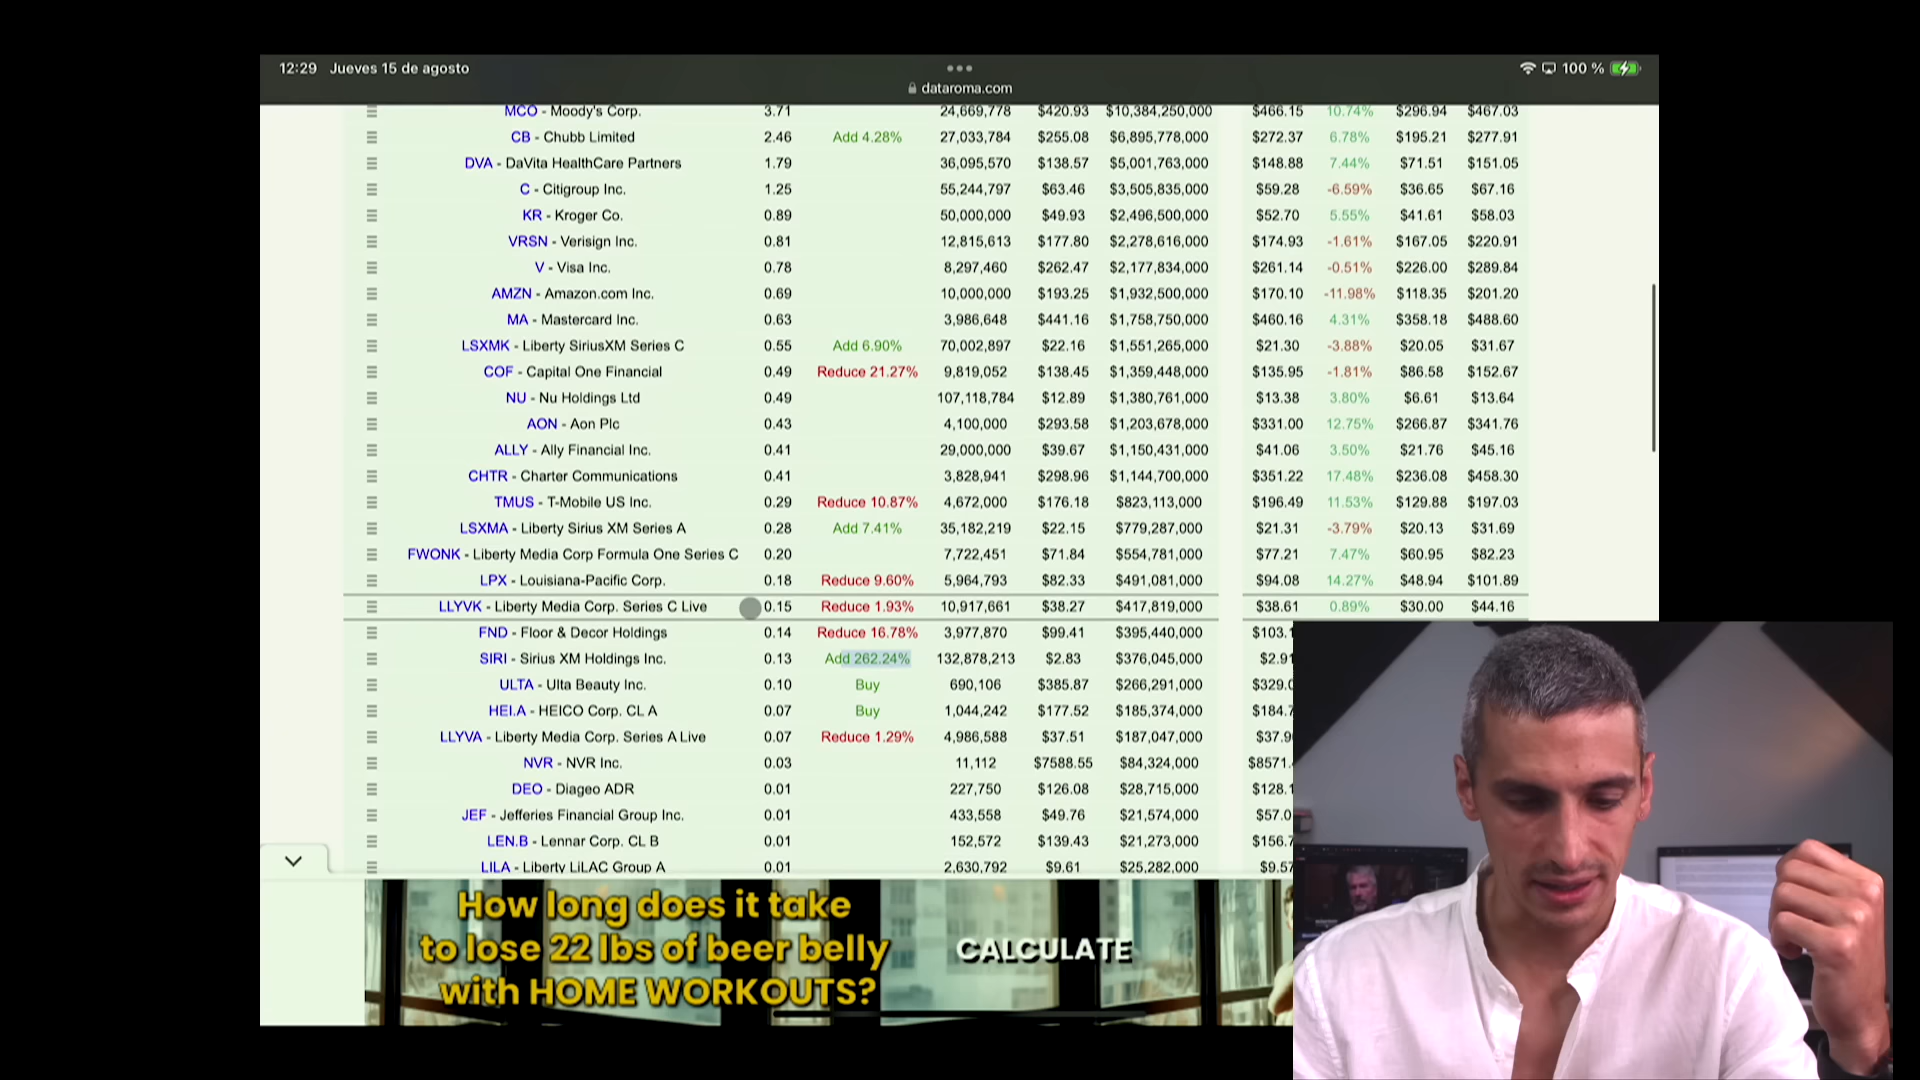 12:29 Jueves 15 de agosto
100 %
dataroma.com
MCO - Moody's Corp. 3.71 24,669,778 $420.93 $10,384,250,000 $466.15 10.74% $296.94 $467.03
CB - Chubb Limited 2.46 Add 4.28% 27,033,784 $255.08 $6,895,778,000 $272.37 6.78% $195.21 $277.91
DVA - DaVita HealthCare Partners 1.79 36,095,570 $138.57 $5,001,763,000 $148.88 7.44% $71.51 $151.05
C - Citigroup Inc. 1.25 55,244,797 $63.46 $3,505,835,000 $59.28 -6.59% $36.65 $67.16
KR - Kroger Co. 0.89 50,000,000 $49.93 $2,496,500,000 $52.70 5.55% $41.61 $58.03
VRSN - Verisign Inc. 0.81 12,815,613 $177.80 $2,278,616,000 $174.93 -1.61% $167.05 $220.91
V - Visa Inc. 0.78 8,297,460 $262.47 $2,177,834,000 $261.14 -0.51% $226.00 $289.84
AMZN - Amazon.com Inc. 0.69 10,000,000 $193.25 $1,932,500,000 $170.10 -11.98% $118.35 $201.20
MA - Mastercard Inc. 0.63 3,986,648 $441.16 $1,758,750,000 $460.16 4.31% $358.18 $488.60
LSXMK - Liberty SiriusXM Series C 0.55 Add 6.90% 70,002,897 $22.16 $1,551,265,000 $21.30 -3.88% $20.05 $31.67
COF - Capital One Financial 0.49 Reduce 21.27% 9,819,052 $138.45 $1,359,448,000 $135.95 -1.81% $86.58 $152.67
NU - Nu Holdings Ltd 0.49 107,118,784 $12.89 $1,380,761,000 $13.38 3.80% $6.61 $13.64
AON - Aon Plc 0.43 4,100,000 $293.58 $1,203,678,000 $331.00 12.75% $266.87 $341.76
ALLY - Ally Financial Inc. 0.41 29,000,000 $39.67 $1,150,431,000 $41.06 3.50% $21.76 $45.16
CHTR - Charter Communications 0.41 3,828,941 $298.96 $1,144,700,000 $351.22 17.48% $236.08 $458.30
TMUS - T-Mobile US Inc. 0.29 Reduce 10.87% 4,672,000 $176.18 $823,113,000 $196.49 11.53% $129.88 $197.03
LSXMA - Liberty Sirius XM Series A 0.28 Add 7.41% 35,182,219 $22.15 $779,287,000 $21.31 -3.79% $20.13 $31.69
FWONK - Liberty Media Corp Formula One Series C 0.20 7,722,451 $71.84 $554,781,000 $77.21 7.47% $60.95 $82.23
LPX - Louisiana-Pacific Corp. 0.18 Reduce 9.60% 5,964,793 $82.33 $491,081,000 $94.08 14.27% $48.94 $101.89
LLYVK - Liberty Media Corp. Series C Live 0.15 Reduce 1.93% 10,917,661 $38.27 $417,819,000 $38.61 0.89% $30.00 $44.16
FND - Floor & Decor Holdings 0.14 Reduce 16.78% 3,977,870 $99.41 $395,440,000 $103.1
SIRI - Sirius XM Holdings Inc. 0.13 Add 262.24% 132,878,213 $2.83 $376,045,000 $2.91
ULTA - Ulta Beauty Inc. 0.10 Buy 690,106 $385.87 $266,291,000 $329.0
HEI.A - HEICO Corp. CL A 0.07 Buy 1,044,242 $177.52 $185,374,000 $184.7
LLYVA - Liberty Media Corp. Series A Live 0.07 Reduce 1.29% 4,986,588 $37.51 $187,047,000 $37.9
NVR - NVR Inc. 0.03 11,112 $7588.55 $84,324,000 $8571.
DEO - Diageo ADR 0.01 227,750 $126.08 $28,715,000 $128.1
JEF - Jefferies Financial Group Inc. 0.01 433,558 $49.76 $21,574,000 $57.0
LEN.B - Lennar Corp. CL B 0.01 152,572 $139.43 $21,273,000 $156.7
LILA - Liberty LiLAC Group A 0.01 2,630,792 $9.61 $25,282,000 $9.57
How long does it take
to lose 22 lbs of beer belly
with HOME WORKOUTS?
CALCULATE